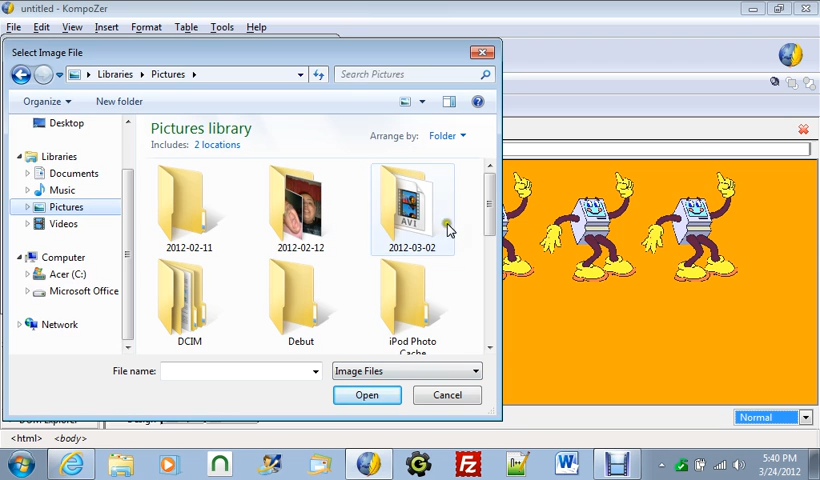 untitled - KompoZer
File Edit View Insert Format Table Tools Help
Select Image File
Libraries Pictures
Search Pictures
Organize New folder
Desktop
Libraries
Documents
Music
Pictures
Videos
Computer
Acer (C:)
Microsoft Office
Network
Pictures library
Includes: 2 locations
Arrange by: Folder
AVI
2012-02-11 2012-02-12 2012-03-02
DCIM Debut iPod Photo
Cache
File name: Image Files
Open Cancel
Normal
<html> <body>
5:40 PM
3/24/2012